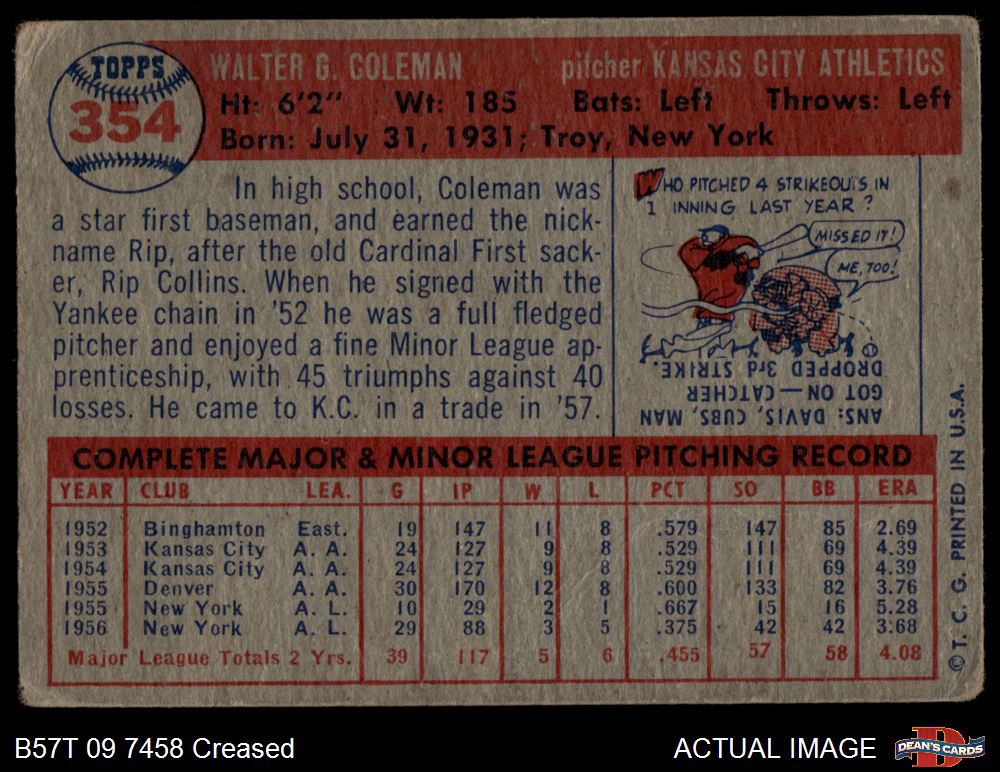 TOPPS
354
WALTER G. COLEMAN pitcher KANSAS CITY ATHLETICS
Ht: 6'2" Wt: 185 Bats: Left Throws: Left
Born: July 31, 1931; Troy, New York
In high school, Coleman was
a star first baseman, and earned the nick-
name Rip, after the old Cardinal First sack-
er, Rip Collins. When he signed with the
Yankee chain in '52 he was a full fledged
pitcher and enjoyed a fine Minor League ap-
prenticeship, with 45 triumphs against 40
losses. He came to K.C. in a trade in '57.
WHO PITCHED 4 STRIKEOUTS IN
1 INNING LAST YEAR?
MISSED IT!
ME, TOO!
ANS: DAVIS, CUBS, MAN
GOT ON—CATCHER
DROPPED 3rd STRIKE.
COMPLETE MAJOR & MINOR LEAGUE PITCHING RECORD
YEAR CLUB LEA. G IP W L PCT SO BB ERA
1952 Binghamton East. 19 147 11 8 .579 147 85 2.69
1953 Kansas City A. A. 24 127 9 8 .529 111 69 4.39
1954 Kansas City A. A. 24 127 9 8 .529 111 69 4.39
1955 Denver A. A. 30 170 12 8 .600 133 82 3.76
1955 New York A. L. 10 29 2 1 .667 15 16 5.28
1956 New York A. L. 29 88 3 5 .375 42 42 3.68
Major League Totals 2 Yrs. 39 117 5 6 .455 57 58 4.08
© T. C. G. PRINTED IN U.S.A.
B57T 09 7458 Creased
ACTUAL IMAGE
DEAN'S CARDS